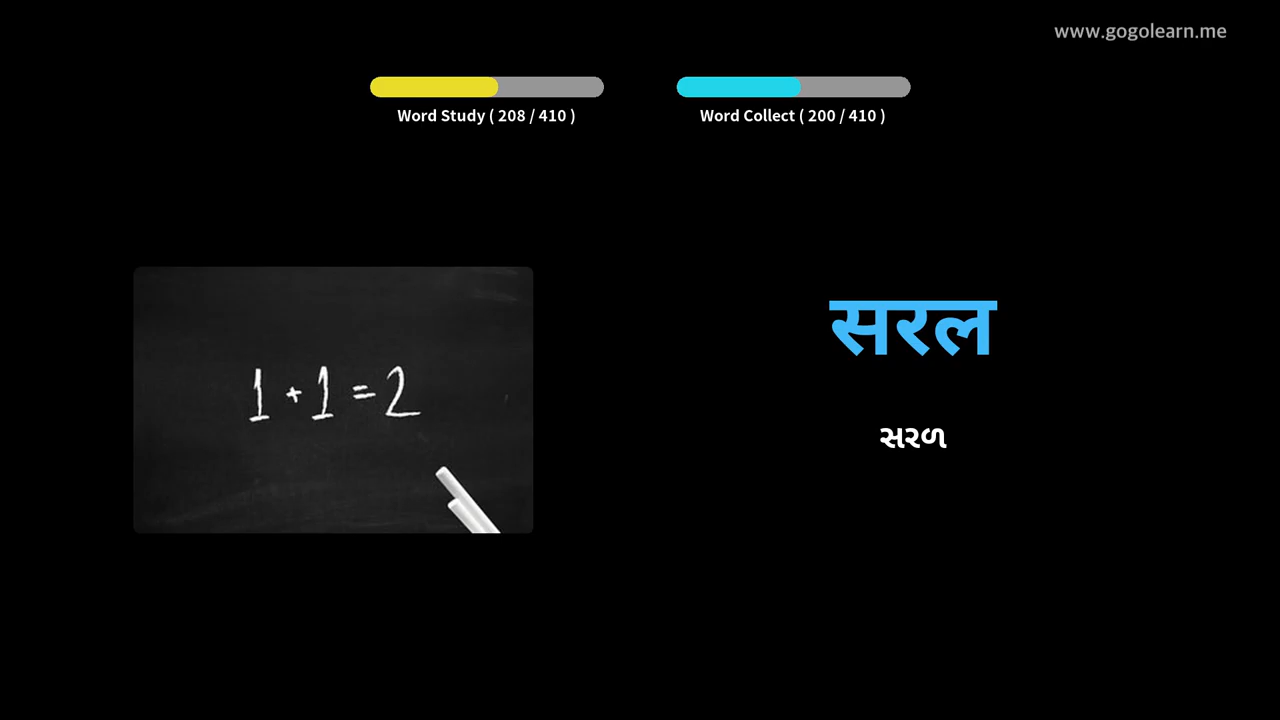 www.gogolearn.me
Word Study ( 208 / 410 )
Word Collect ( 200 / 410 )
सरल
સરળ
1 + 1 = 2